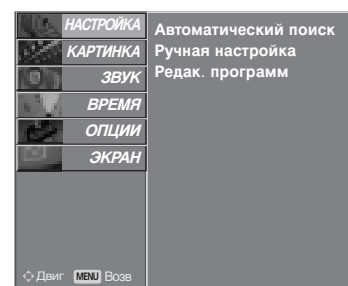 НАСТРОЙКА
КАРТИНКА
ЗВУК
ВРЕМЯ
ОПЦИИ
ЭКРАН
Автоматический поиск
Ручная настройка
Редак. программ
Двиг MENU Возв